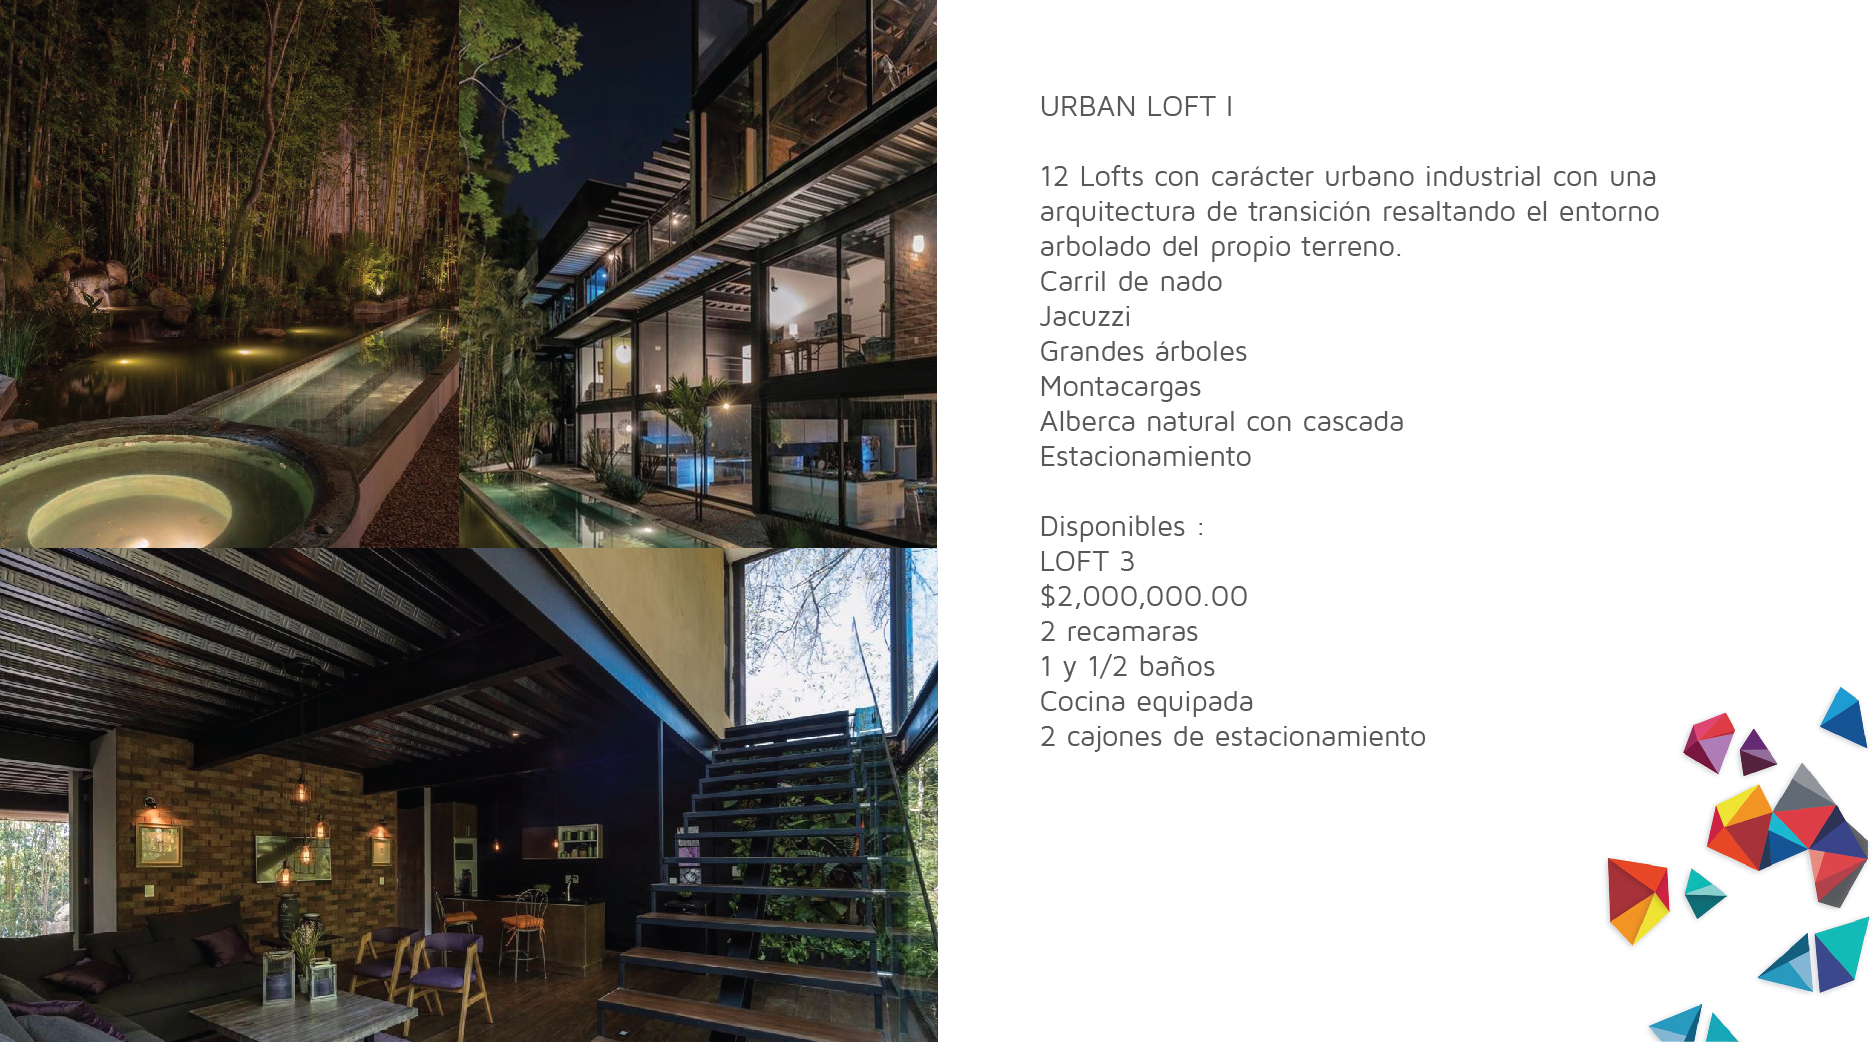 URBAN LOFT I
12 Lofts con carácter urbano industrial con una
arquitectura de transición resaltando el entorno
arbolado del propio terreno.
Carril de nado
Jacuzzi
Grandes árboles
Montacargas
Alberca natural con cascada
Estacionamiento
Disponibles :
LOFT 3
$2,000,000.00
2 recamaras
1 y 1/2 baños
Cocina equipada
2 cajones de estacionamiento